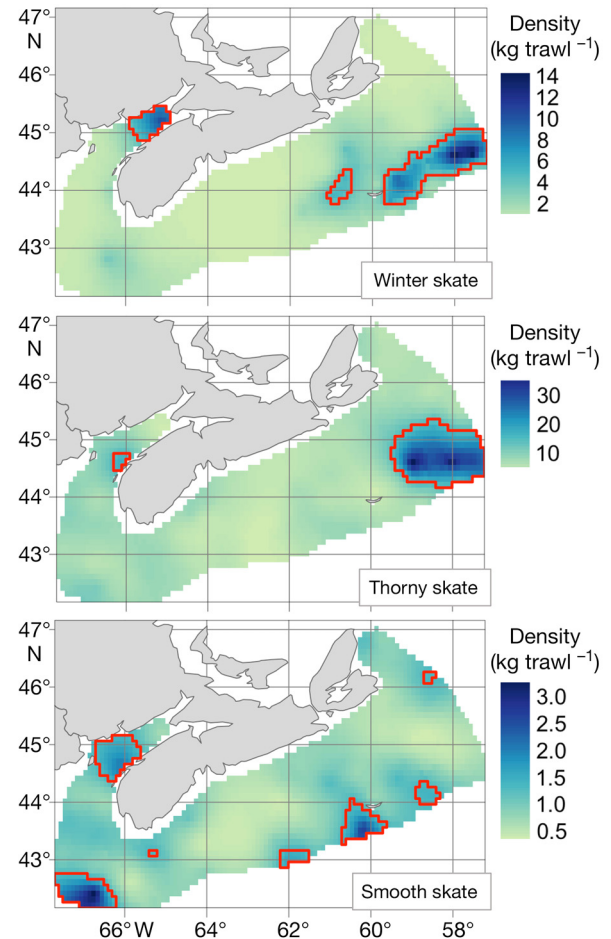 47°
N
46°
45°
44°
43°
Density
(kg trawl ⁻¹)
14
12
10
8
6
4
2
Winter skate
47°
N
46°
45°
44°
43°
Density
(kg trawl ⁻¹)
30
20
10
Thorny skate
47°
N
46°
45°
44°
43°
Density
(kg trawl ⁻¹)
3.0
2.5
2.0
1.5
1.0
0.5
Smooth skate
66° W 64° 62° 60° 58°